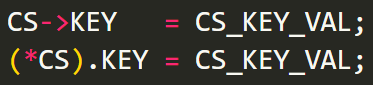 CS->KEY   = CS_KEY_VAL;
(*CS).KEY = CS_KEY_VAL;